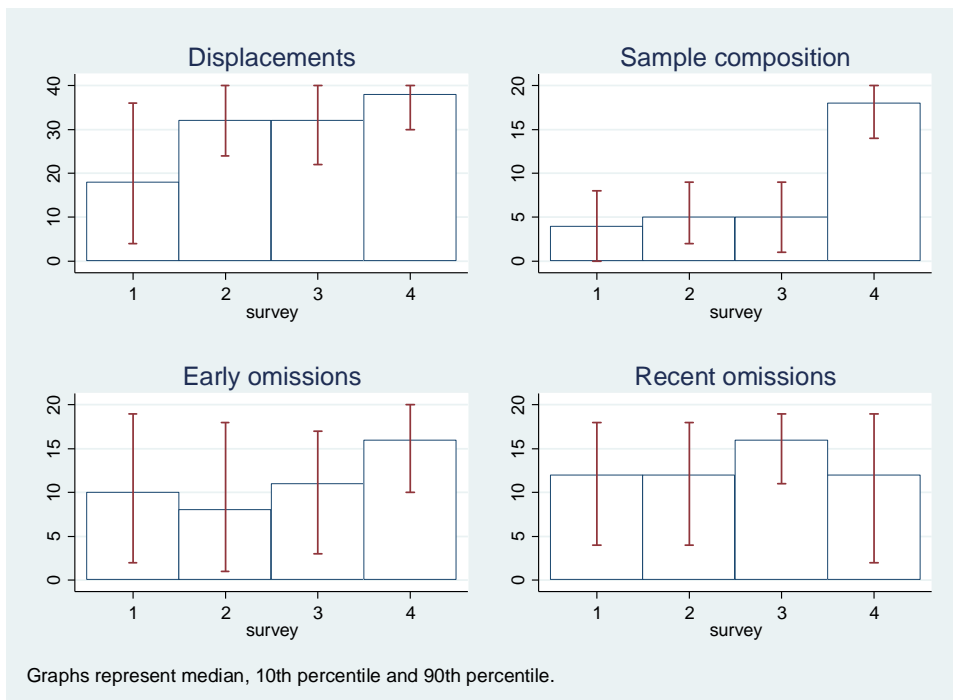 Displacements
40
30
20
10
0
1 2 3 4
survey
Sample composition
20
15
10
5
0
1 2 3 4
survey
Early omissions
20
15
10
5
0
1 2 3 4
survey
Recent omissions
20
15
10
5
0
1 2 3 4
survey
Graphs represent median, 10th percentile and 90th percentile.